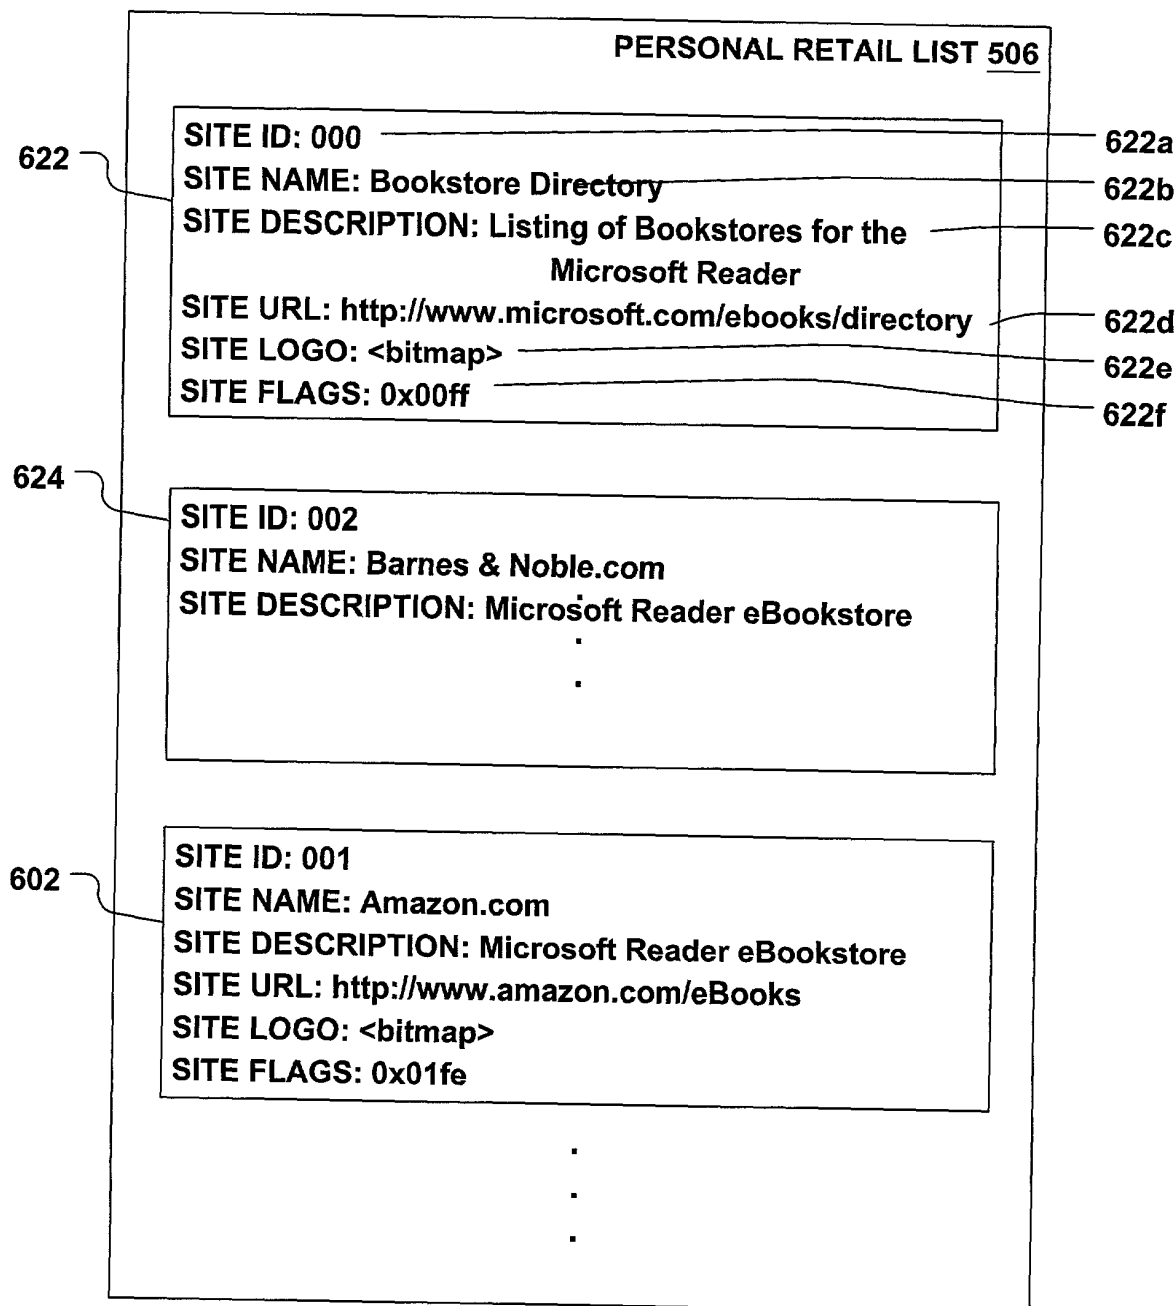 PERSONAL RETAIL LIST 506
622
SITE ID: 000
622a
SITE NAME: Bookstore Directory
622b
SITE DESCRIPTION: Listing of Bookstores for the
622c
Microsoft Reader
SITE URL: http://www.microsoft.com/ebooks/directory
622d
SITE LOGO: <bitmap>
622e
SITE FLAGS: 0x00ff
622f
624
SITE ID: 002
SITE NAME: Barnes & Noble.com
SITE DESCRIPTION: Microsoft Reader eBookstore
602
SITE ID: 001
SITE NAME: Amazon.com
SITE DESCRIPTION: Microsoft Reader eBookstore
SITE URL: http://www.amazon.com/eBooks
SITE LOGO: <bitmap>
SITE FLAGS: 0x01fe